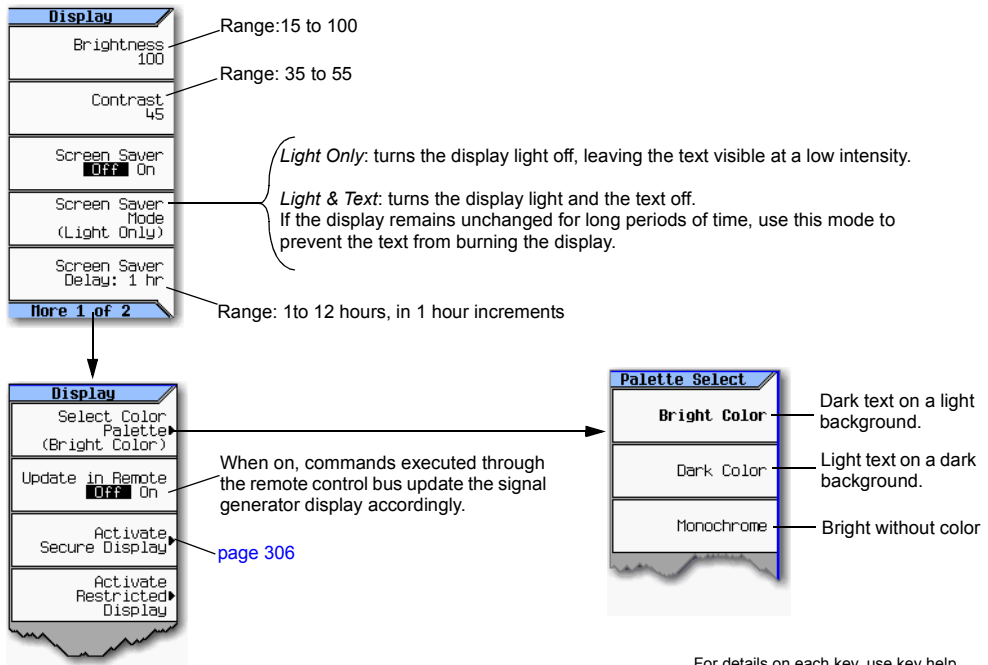 Display
Brightness
100
Range:15 to 100
Contrast
45
Range: 35 to 55
Screen Saver
Off On
Screen Saver
Mode
(Light Only)
Light Only: turns the display light off, leaving the text visible at a low intensity.
Light & Text: turns the display light and the text off.
If the display remains unchanged for long periods of time, use this mode to
prevent the text from burning the display.
Screen Saver
Delay: 1 hr
Range: 1to 12 hours, in 1 hour increments
More 1 of 2
Display
Select Color
Palette
(Bright Color)
Update in Remote
Off On
When on, commands executed through
the remote control bus update the signal
generator display accordingly.
Activate
Secure Display
page 306
Activate
Restricted
Display
Palette Select
Bright Color
Dark text on a light
background.
Dark Color
Light text on a dark
background.
Monochrome
Bright without color
For details on each key, use key help